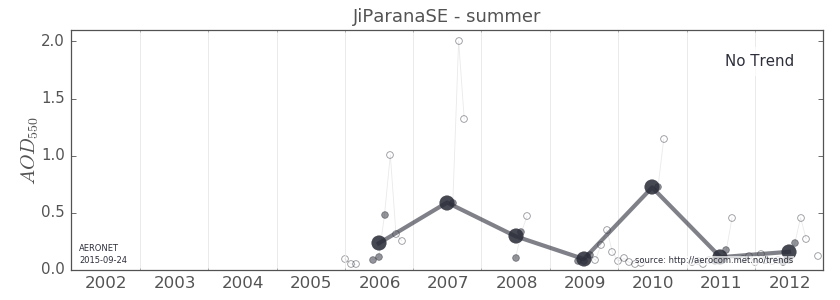 JiParanaSE - summer
No Trend
AOD550
2.0
1.5
1.0
0.5
0.0
AERONET
2015-09-24
source: http://aerocom.met.no/trends
2002 2003 2004 2005 2006 2007 2008 2009 2010 2011 2012